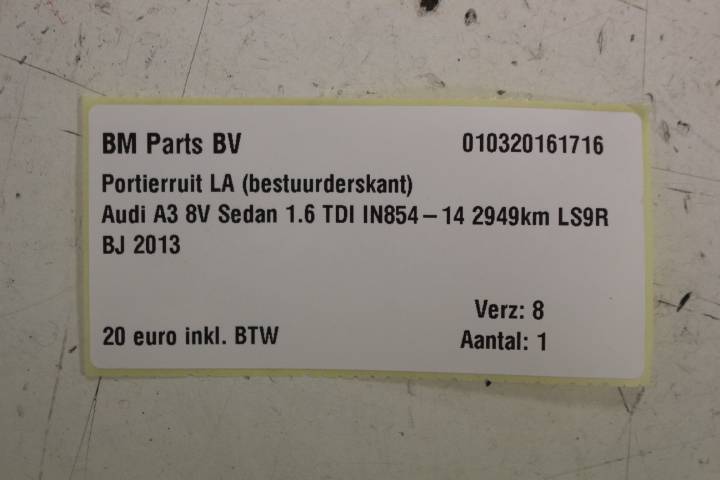 BM Parts BV 010320161716
Portierruit LA (bestuurderskant)
Audi A3 8V Sedan 1.6 TDI IN854-14 2949km LS9R
BJ 2013
Verz: 8
20 euro inkl. BTW Aantal: 1